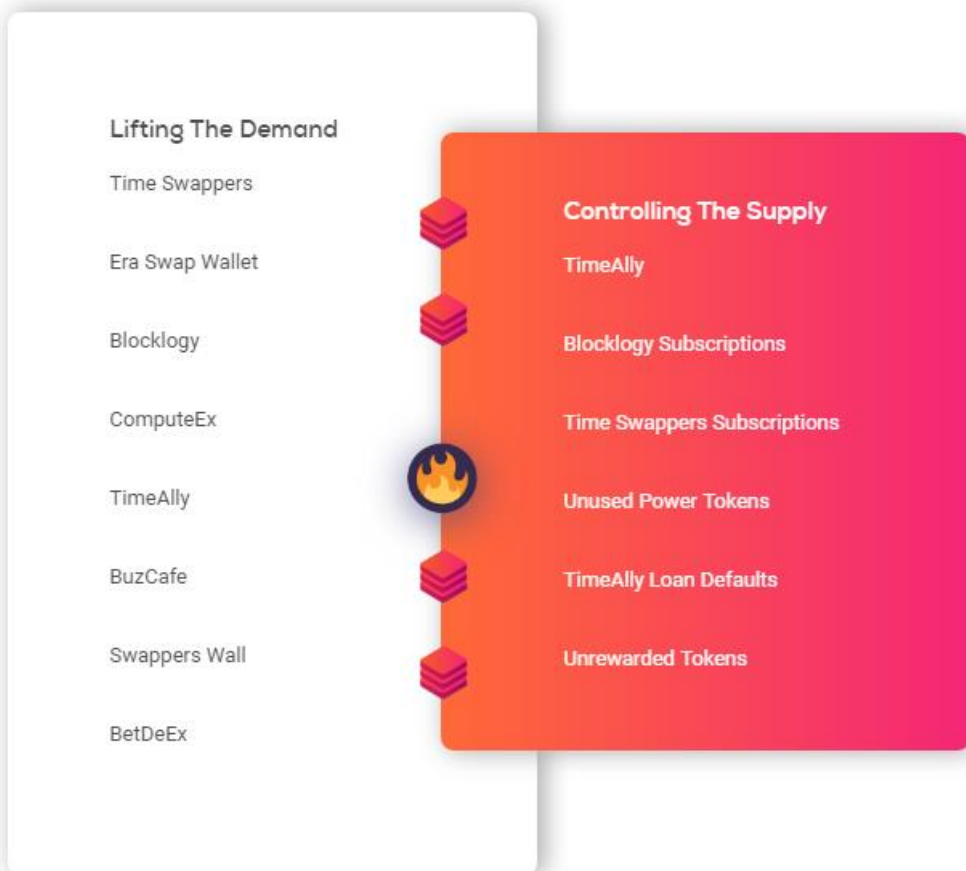 Lifting The Demand
Time Swappers
Era Swap Wallet
Blocklogy
ComputeEx
TimeAlly
BuzCafe
Swappers Wall
BetDeEx
Controlling The Supply
TimeAlly
Blocklogy Subscriptions
Time Swappers Subscriptions
Unused Power Tokens
TimeAlly Loan Defaults
Unrewarded Tokens